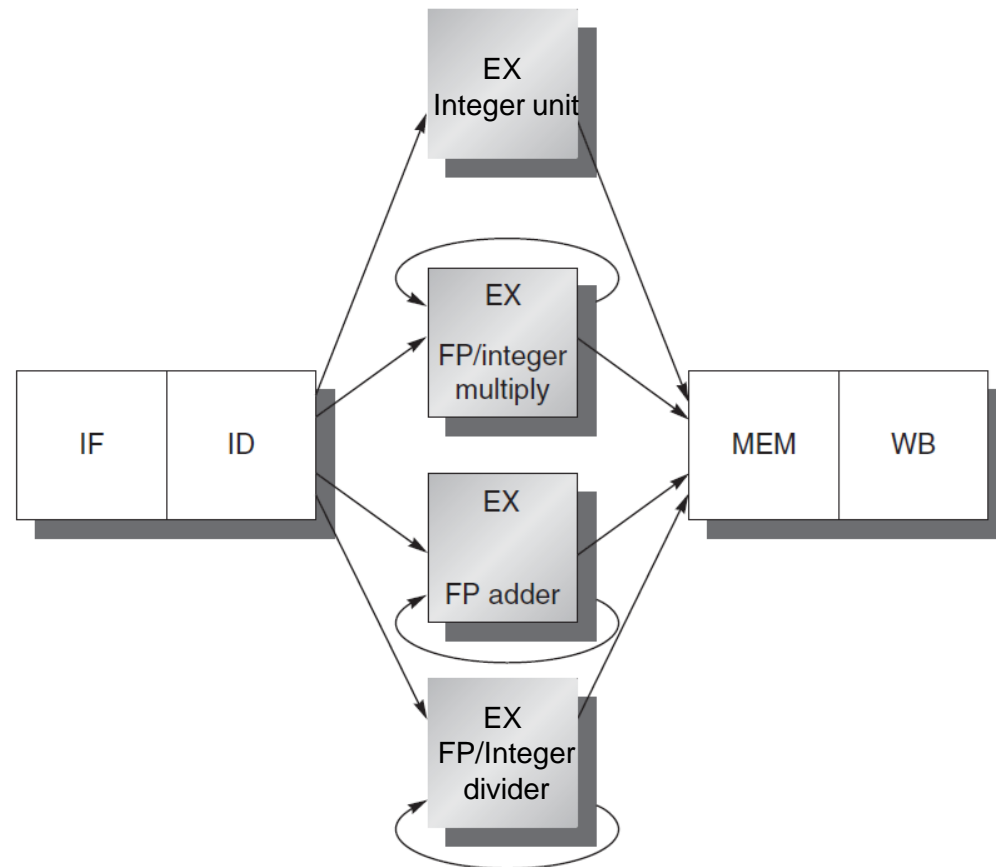 EX
Integer unit
EX
FP/integer
multiply
IF
ID
MEM
WB
EX
FP adder
EX
FP/Integer
divider